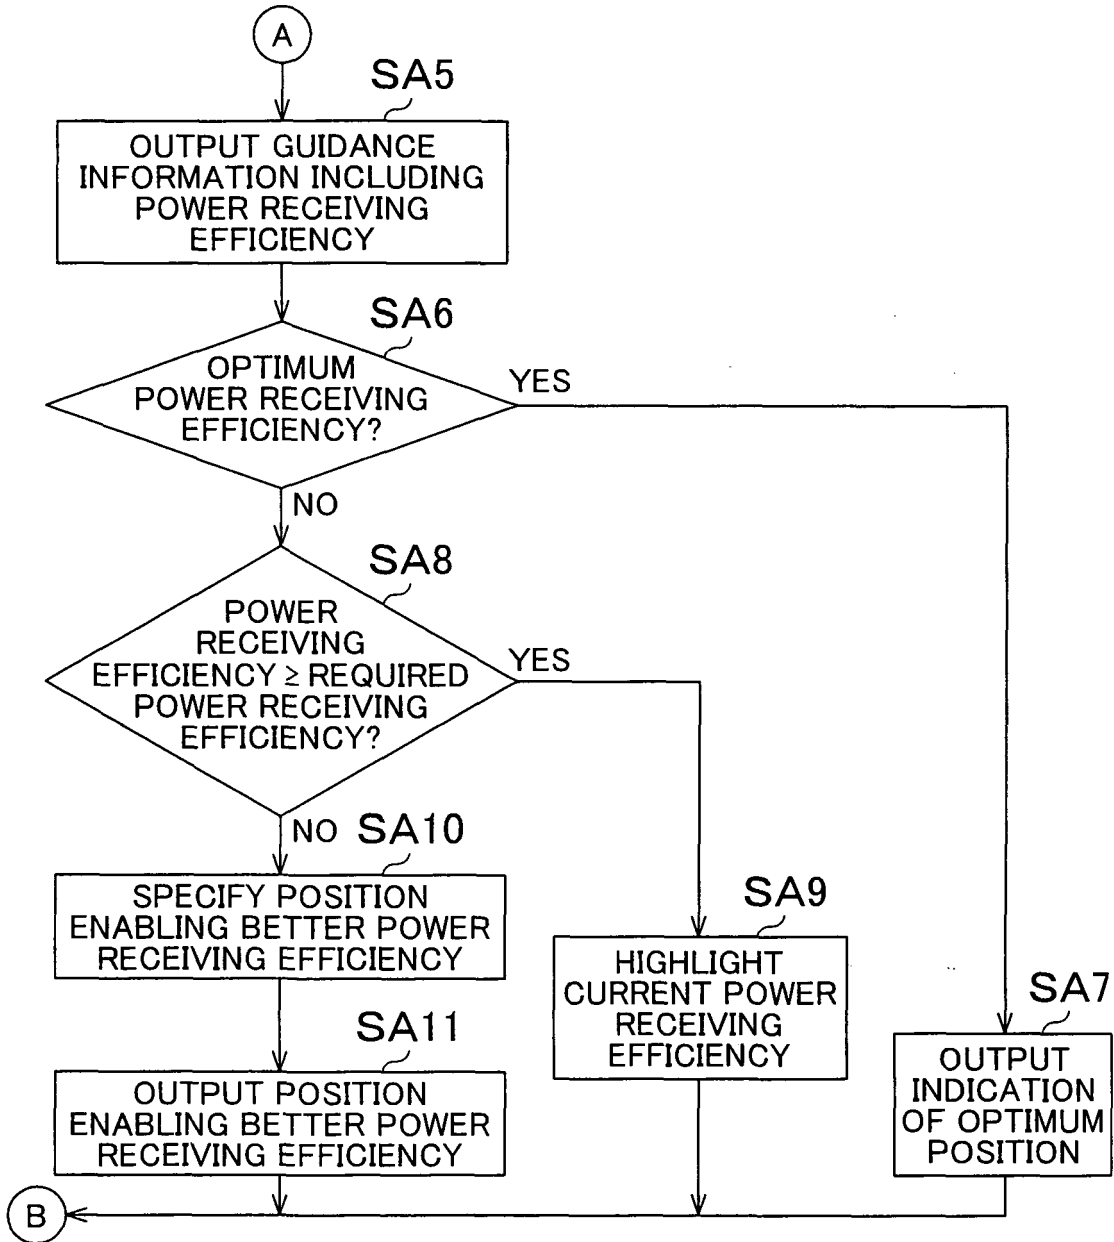 A
SA5
OUTPUT GUIDANCE
INFORMATION INCLUDING
POWER RECEIVING
EFFICIENCY
SA6
OPTIMUM
POWER RECEIVING
EFFICIENCY?
YES
NO
SA8
POWER
RECEIVING
EFFICIENCY ≥ REQUIRED
POWER RECEIVING
EFFICIENCY?
YES
NO
SA10
SPECIFY POSITION
ENABLING BETTER POWER
RECEIVING EFFICIENCY
SA9
HIGHLIGHT
CURRENT POWER
RECEIVING
EFFICIENCY
SA7
OUTPUT
INDICATION
OF OPTIMUM
POSITION
SA11
OUTPUT POSITION
ENABLING BETTER POWER
RECEIVING EFFICIENCY
B